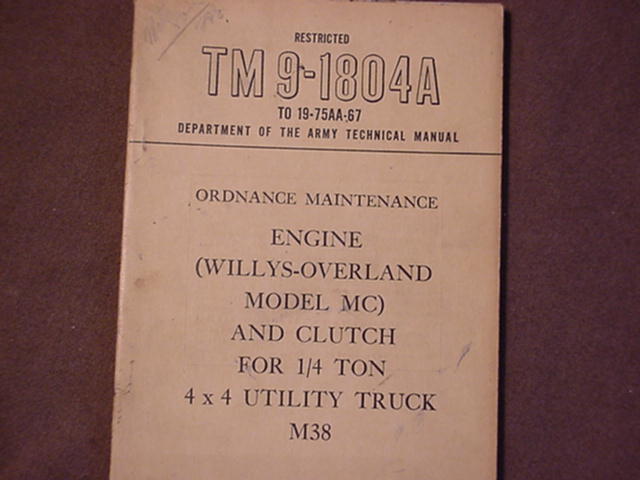 RESTRICTED
TM 9-1804A
TO 19-75AA-67
DEPARTMENT OF THE ARMY TECHNICAL MANUAL
ORDNANCE MAINTENANCE
ENGINE
(WILLYS-OVERLAND
MODEL MC)
AND CLUTCH
FOR 1/4 TON
4 x 4 UTILITY TRUCK
M38